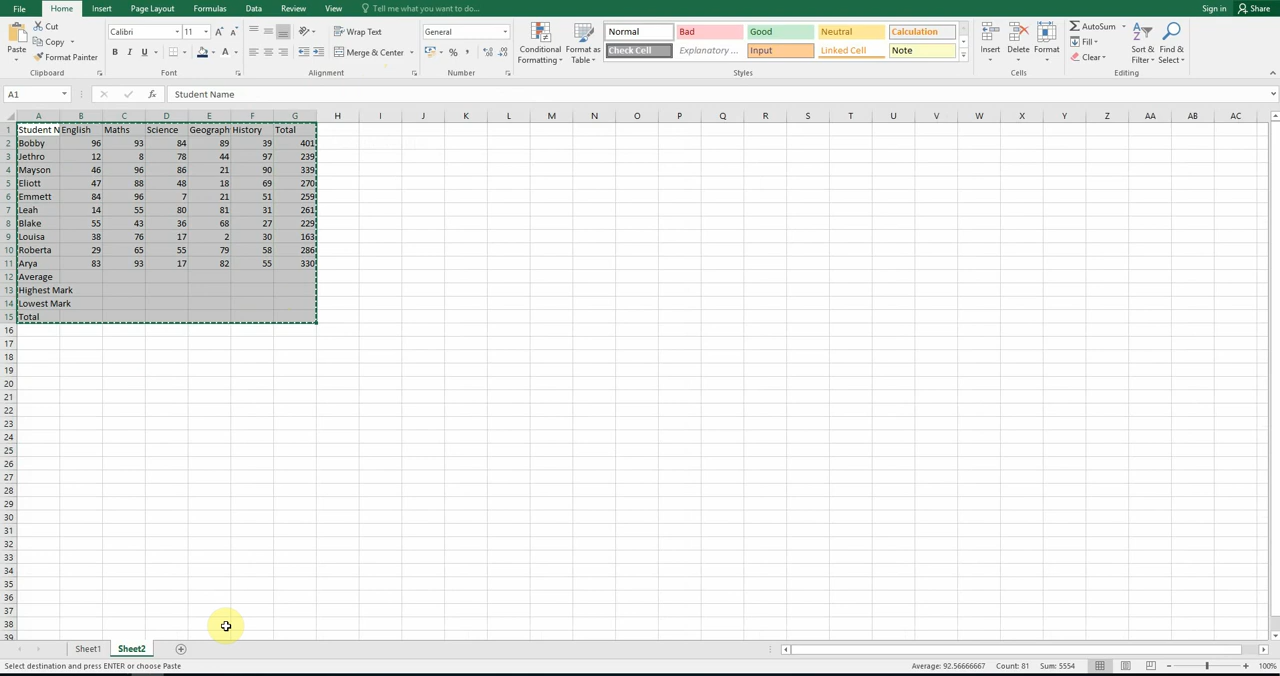 File Home Insert Page Layout Formulas Data Review View Tell me what you want to do... Sign in Share
Paste Cut Copy Format Painter Clipboard
Calibri 11 A A B I U A Font
Wrap Text Merge & Center Alignment
General % , Number
Conditional Formatting Format as Table Normal Bad Good Neutral Calculation
Check Cell Explanatory ... Input Linked Cell Note Styles
Insert Delete Format Cells
AutoSum Fill Clear Sort & Filter Find & Select Editing
A1 fx Student Name
A B C D E F G H I J K L M N O P Q R S T U V W X Y Z AA AB AC
1 Student N English Maths Science Geograph History Total
2 Bobby 96 93 84 89 39 401
3 Jethro 12 8 78 44 97 239
4 Mayson 46 96 86 21 90 339
5 Eliott 47 88 48 18 69 270
6 Emmett 84 96 7 21 51 259
7 Leah 14 55 80 81 31 261
8 Blake 55 43 36 68 27 229
9 Louisa 38 76 17 2 30 163
10 Roberta 29 65 55 79 58 286
11 Arya 83 93 17 82 55 330
12 Average
13 Highest Mark
14 Lowest Mark
15 Total
16
17
18
19
20
21
22
23
24
25
26
27
28
29
30
31
32
33
34
35
36
37
38
39
Sheet1 Sheet2
Select destination and press ENTER or choose Paste Average: 92.56666667 Count: 81 Sum: 5554 100%